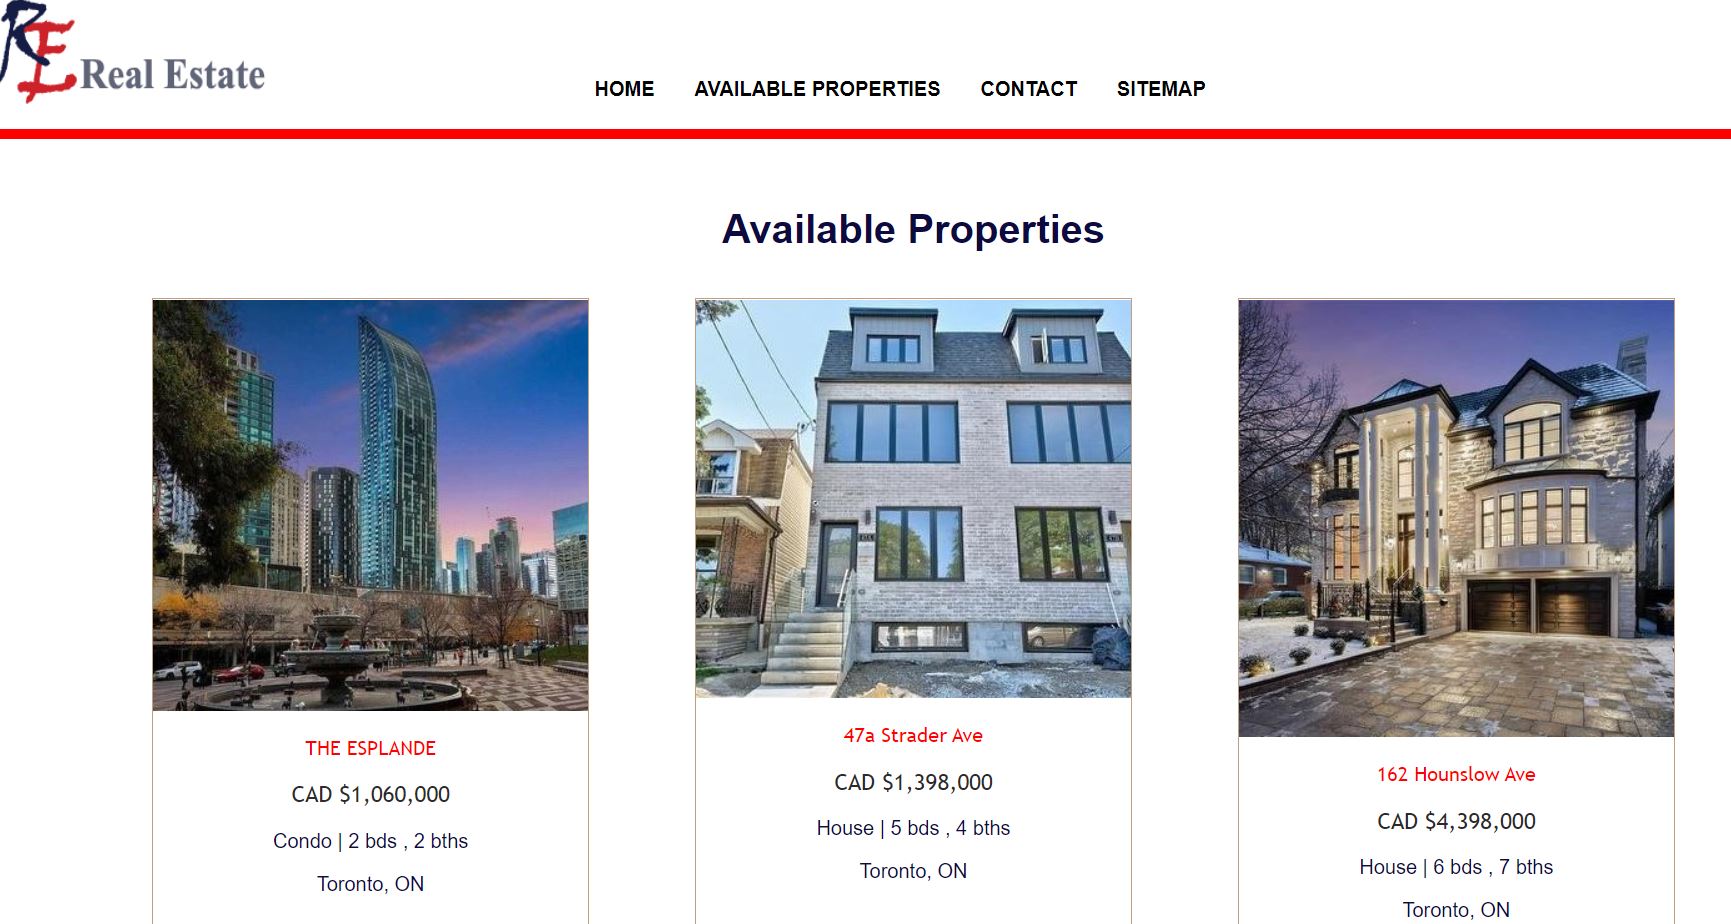 RE Real Estate
HOME AVAILABLE PROPERTIES CONTACT SITEMAP
Available Properties
THE ESPLANDE
CAD $1,060,000
Condo | 2 bds , 2 bths
Toronto, ON
47a Strader Ave
CAD $1,398,000
House | 5 bds , 4 bths
Toronto, ON
162 Hounslow Ave
CAD $4,398,000
House | 6 bds , 7 bths
Toronto, ON